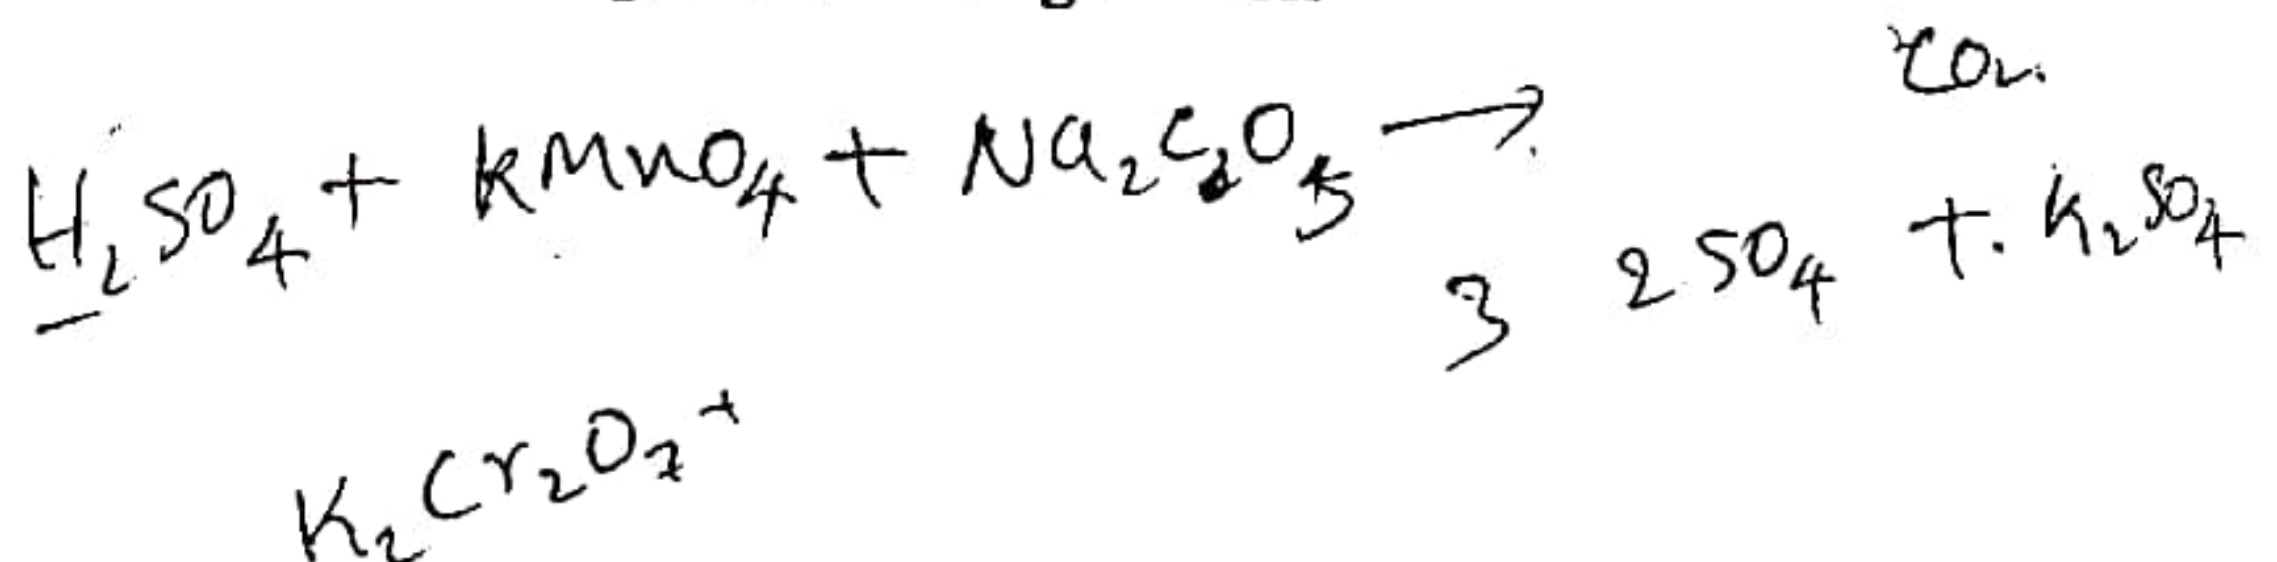 CO₂.
H₂SO₄ + KMnO₄ + Na₂C₂O₅ →
3 2SO₄ +. K₂SO₄
K₂Cr₂O₇ +